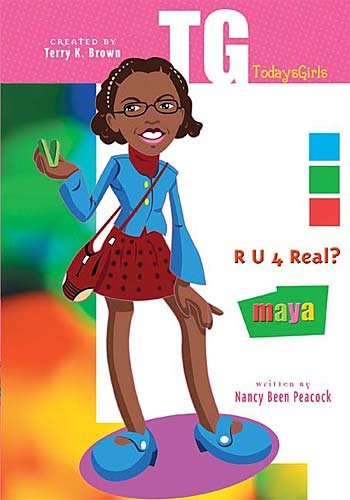 CREATED BY
Terry K. Brown
TG
TodaysGirls
V
R U 4 Real?
maya
written by
Nancy Been Peacock